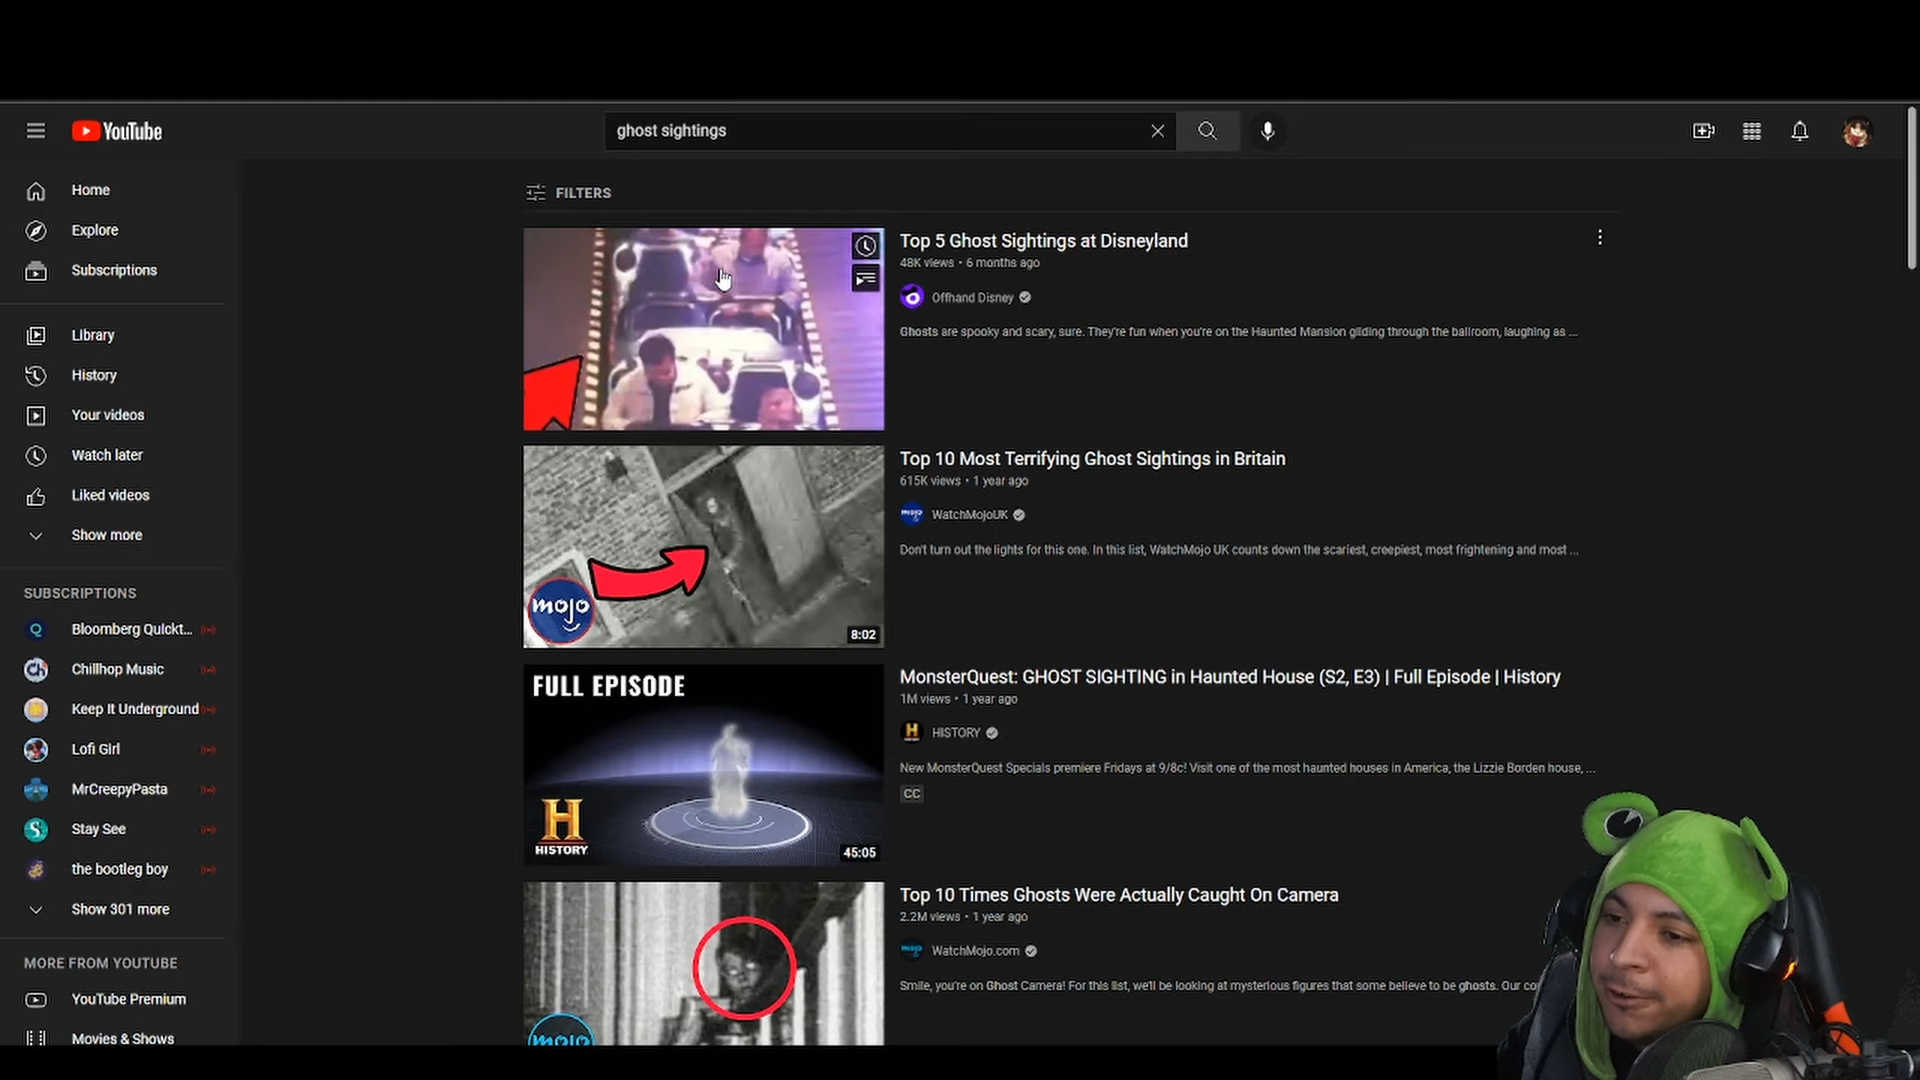 YouTube
ghost sightings
Home
Explore
Subscriptions
Library
History
Your videos
Watch later
Liked videos
Show more
SUBSCRIPTIONS
Bloomberg Quickt...
Chillhop Music
Keep It Underground
Lofi Girl
MrCreepyPasta
Stay See
the bootleg boy
Show 301 more
MORE FROM YOUTUBE
YouTube Premium
Movies & Shows
FILTERS
Top 5 Ghost Sightings at Disneyland
48K views • 6 months ago
Offhand Disney
Ghosts are spooky and scary, sure. They're fun when you're on the Haunted Mansion gliding through the ballroom, laughing as ...
mojo
8:02
Top 10 Most Terrifying Ghost Sightings in Britain
615K views • 1 year ago
mojo
WatchMojoUK
Don't turn out the lights for this one. In this list, WatchMojo UK counts down the scariest, creepiest, most frightening and most ...
FULL EPISODE
H
HISTORY
45:05
MonsterQuest: GHOST SIGHTING in Haunted House (S2, E3) | Full Episode | History
1M views • 1 year ago
H
HISTORY
New MonsterQuest Specials premiere Fridays at 9/8c! Visit one of the most haunted houses in America, the Lizzie Borden house, ...
CC
mojo
Top 10 Times Ghosts Were Actually Caught On Camera
2.2M views • 1 year ago
mojo
WatchMojo.com
Smile, you're on Ghost Camera! For this list, we'll be looking at mysterious figures that some believe to be ghosts. Our